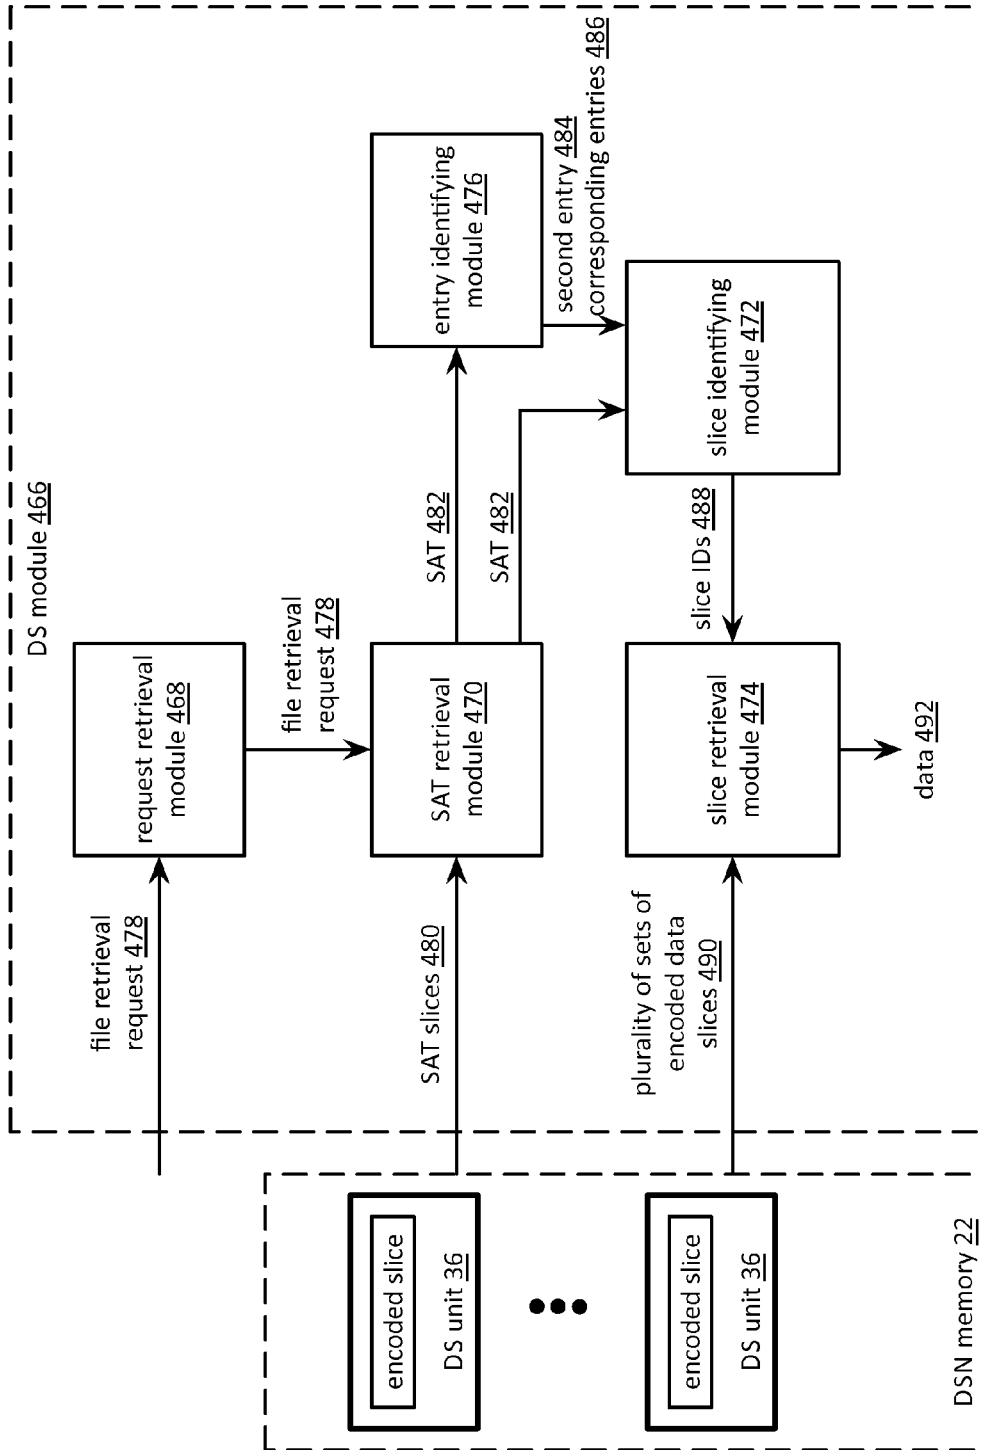 DS module 466
file retrieval
request 478
request retrieval
module 468
file retrieval
request 478
SAT slices 480
SAT retrieval
module 470
SAT 482
SAT 482
entry identifying
module 476
second entry 484
corresponding entries 486
slice identifying
module 472
slice IDs 488
plurality of sets of
encoded data
slices 490
slice retrieval
module 474
data 492
encoded slice
DS unit 36
encoded slice
DS unit 36
DSN memory 22